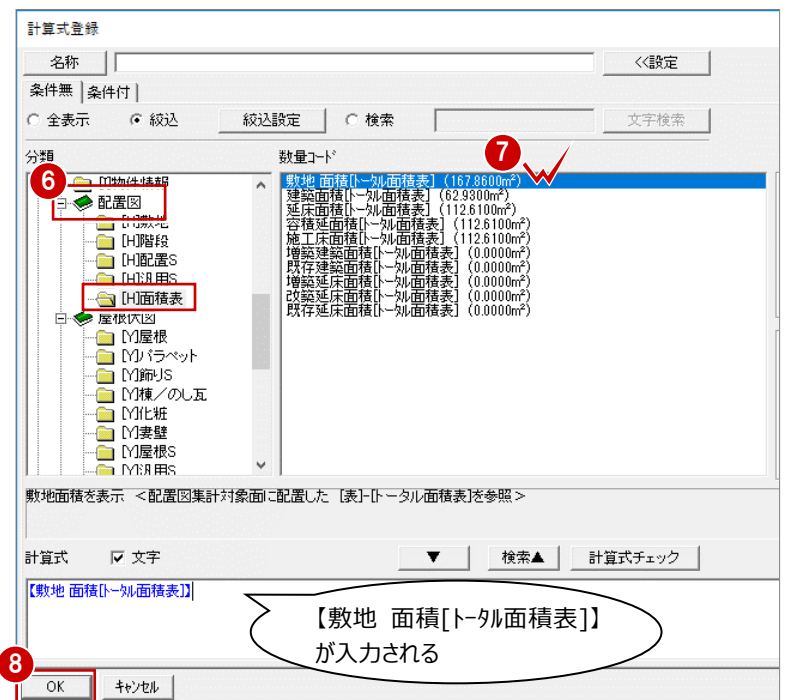 計算式登録
名称
<<設定
条件無 条件付
全表示 絞込 絞込設定 検索 文字検索
分類 数量コード
7
6
[]物件情報
配置図
[H]敷地
[H]階段
[H]配置S
[H]汎用S
[H]面積表
屋根伏図
[Y]屋根
[Y]パラペット
[Y]飾りS
[Y]棟／のし瓦
[Y]化粧
[Y]妻壁
[Y]屋根S
[Y]汎用S
敷地 面積[トータル面積表] (167.8600m²)
建築面積[トータル面積表] (62.9300m²)
延床面積[トータル面積表] (112.6100m²)
容積延面積[トータル面積表] (112.6100m²)
施工床面積[トータル面積表] (112.6100m²)
増築建築面積[トータル面積表] (0.0000m²)
既存建築面積[トータル面積表] (0.0000m²)
増築延床面積[トータル面積表] (0.0000m²)
改築延床面積[トータル面積表] (0.0000m²)
既存延床面積[トータル面積表] (0.0000m²)
敷地面積を表示 <配置図集計対象面に配置した [表]-[トータル面積表]を参照>
計算式 文字 ▼ 検索▲ 計算式チェック
【敷地 面積[トータル面積表]】
【敷地 面積[トータル面積表]】
が入力される
8
OK キャンセル